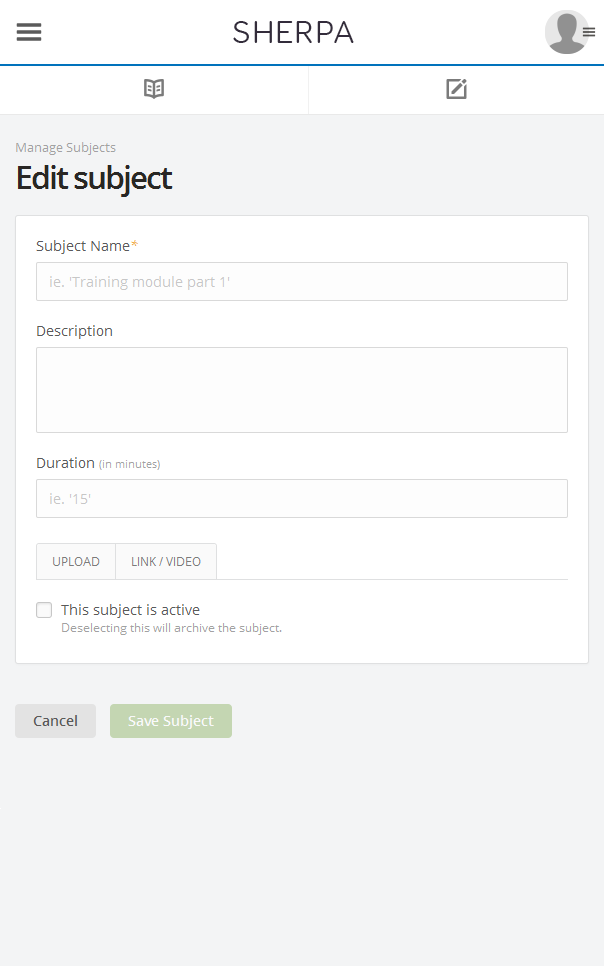 SHERPA
Manage Subjects
Edit subject
Subject Name*
ie. 'Training module part 1'
Description
Duration (in minutes)
ie. '15'
UPLOAD
LINK / VIDEO
This subject is active
Deselecting this will archive the subject.
Cancel
Save Subject